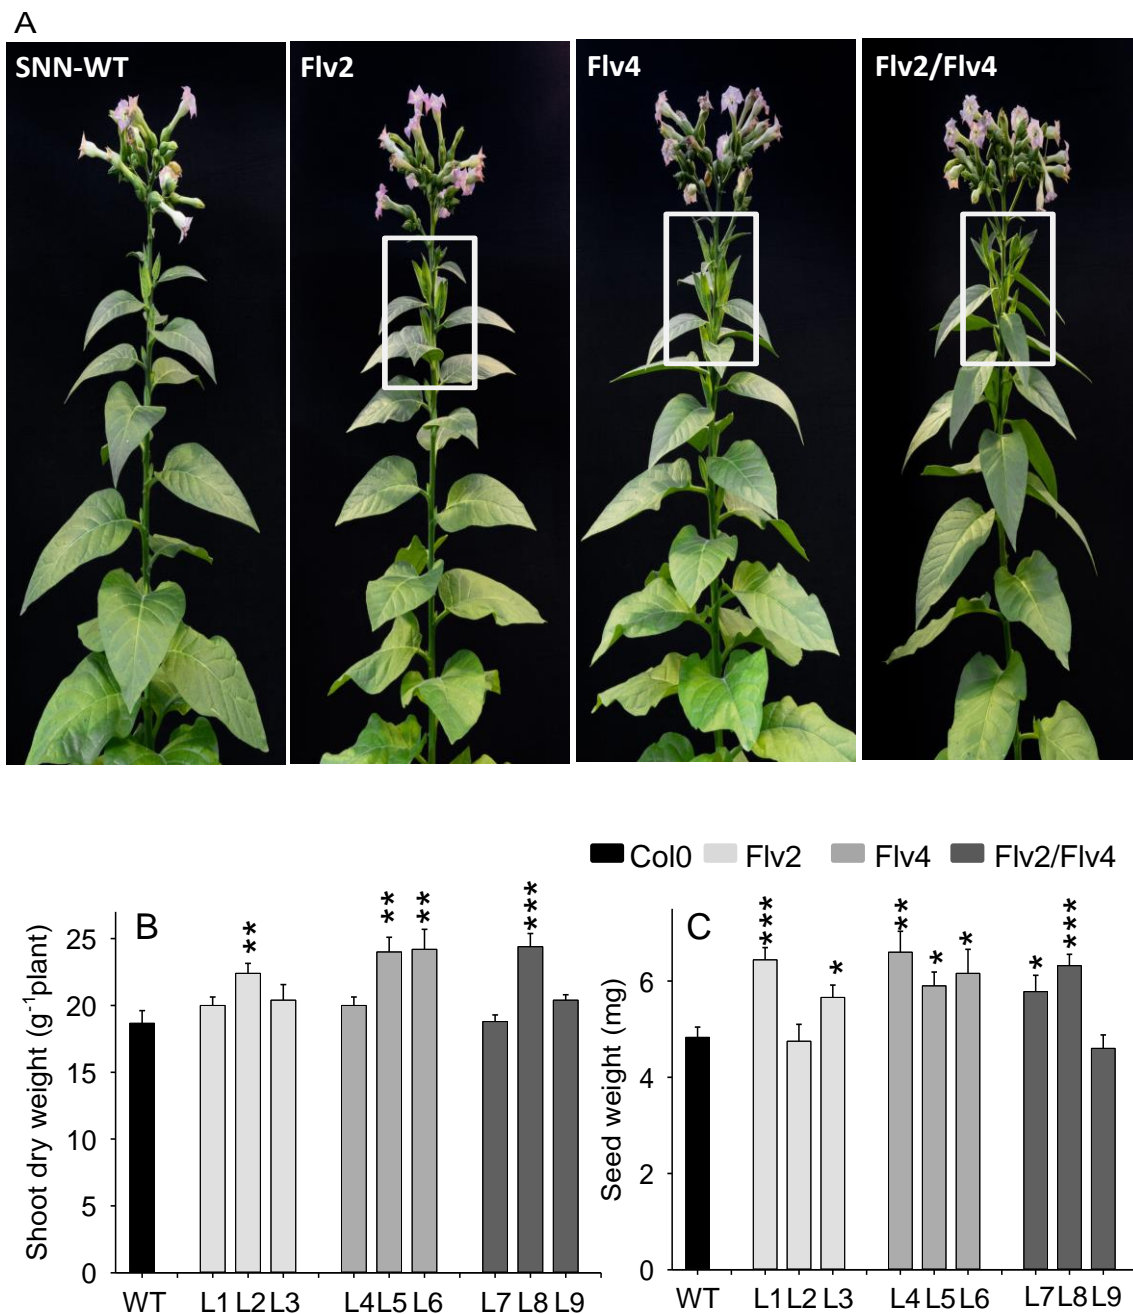 A
SNN-WT Flv2 Flv4 Flv2/Flv4
Col0 Flv2 Flv4 Flv2/Flv4
B
Shoot dry weight (g⁻¹plant)
25
20
15
10
5
0
** ** ** ***
WT L1 L2 L3 L4 L5 L6 L7 L8 L9
C
Seed weight (mg)
6
4
2
0
*** * ** * * * ***
WT L1 L2 L3 L4 L5 L6 L7 L8 L9